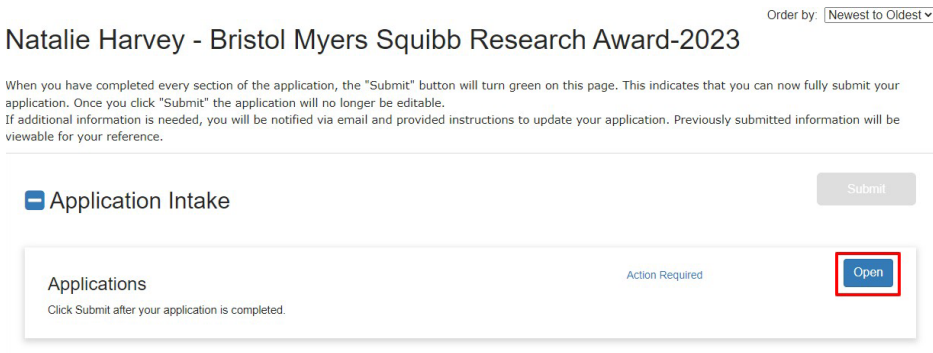 Order by: Newest to Oldest
Natalie Harvey - Bristol Myers Squibb Research Award-2023
When you have completed every section of the application, the "Submit" button will turn green on this page. This indicates that you can now fully submit your
application. Once you click "Submit" the application will no longer be editable.
If additional information is needed, you will be notified via email and provided instructions to update your application. Previously submitted information will be
viewable for your reference.
Application Intake
Submit
Applications
Action Required
Open
Click Submit after your application is completed.